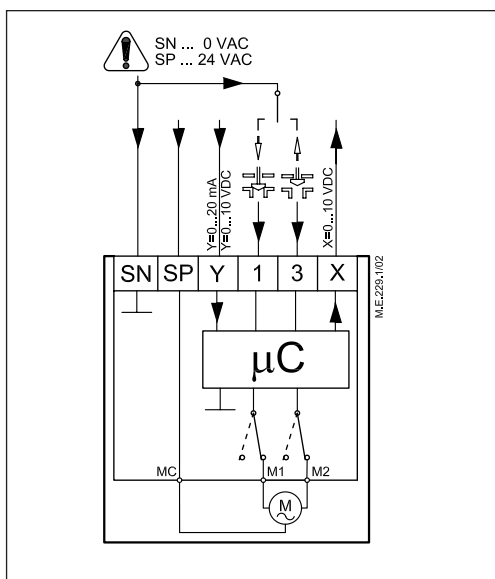 SN ... 0 VAC
SP ... 24 VAC
Y=0...20 mA
Y=0...10 VDC
X=0...10 VDC
SN SP Y 1 3 X
M.E.229.1/02
µC
MC M1 M2
M